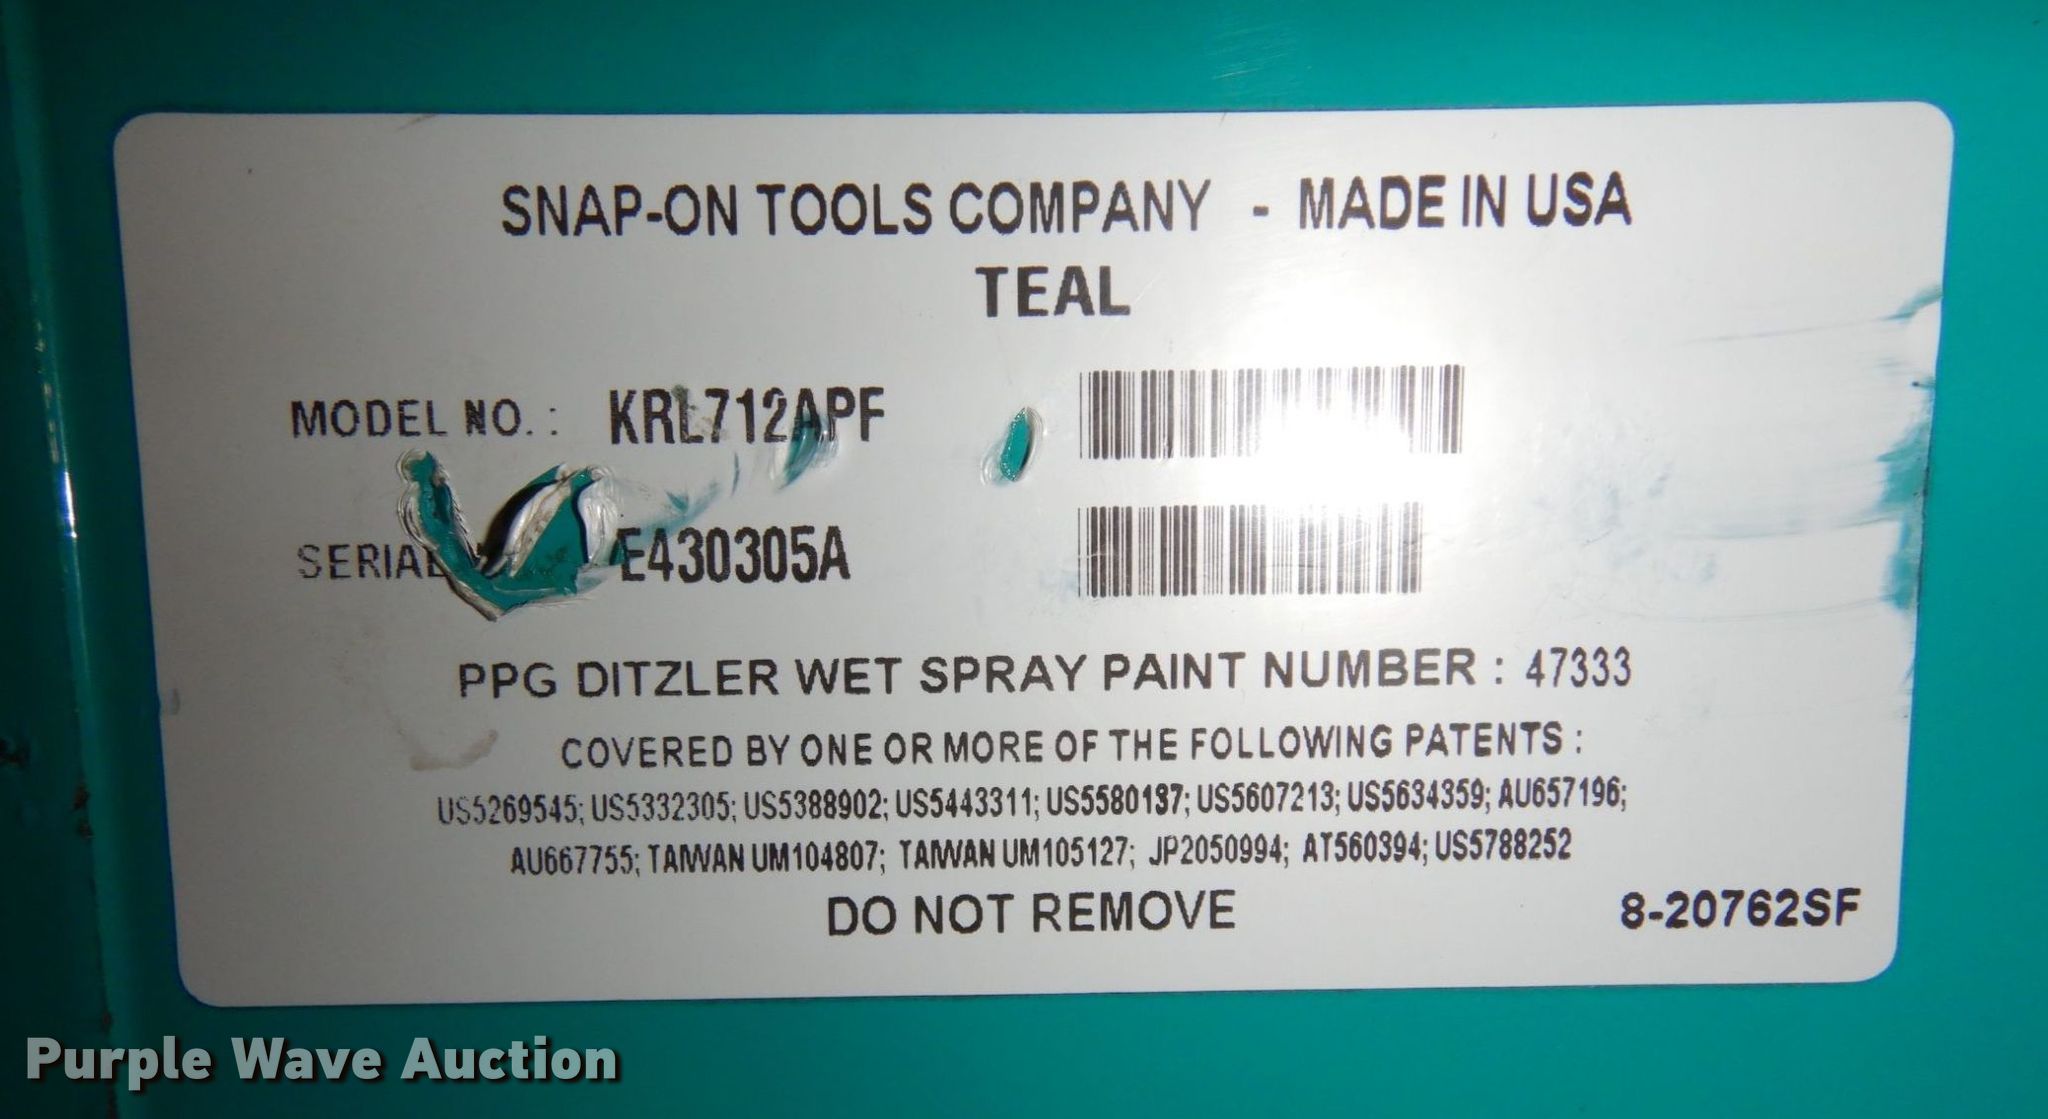 SNAP-ON TOOLS COMPANY - MADE IN USA
TEAL
MODEL NO. : KRL712APF
SERIAL E430305A
PPG DITZLER WET SPRAY PAINT NUMBER : 47333
COVERED BY ONE OR MORE OF THE FOLLOWING PATENTS :
US5269545; US5332305; US5388902; US5443311; US5580137; US5607213; US5634359; AU657196;
AU667755; TAIWAN UM104807; TAIWAN UM105127; JP2050994; AT560394; US5788252
DO NOT REMOVE
8-20762SF
Purple Wave Auction